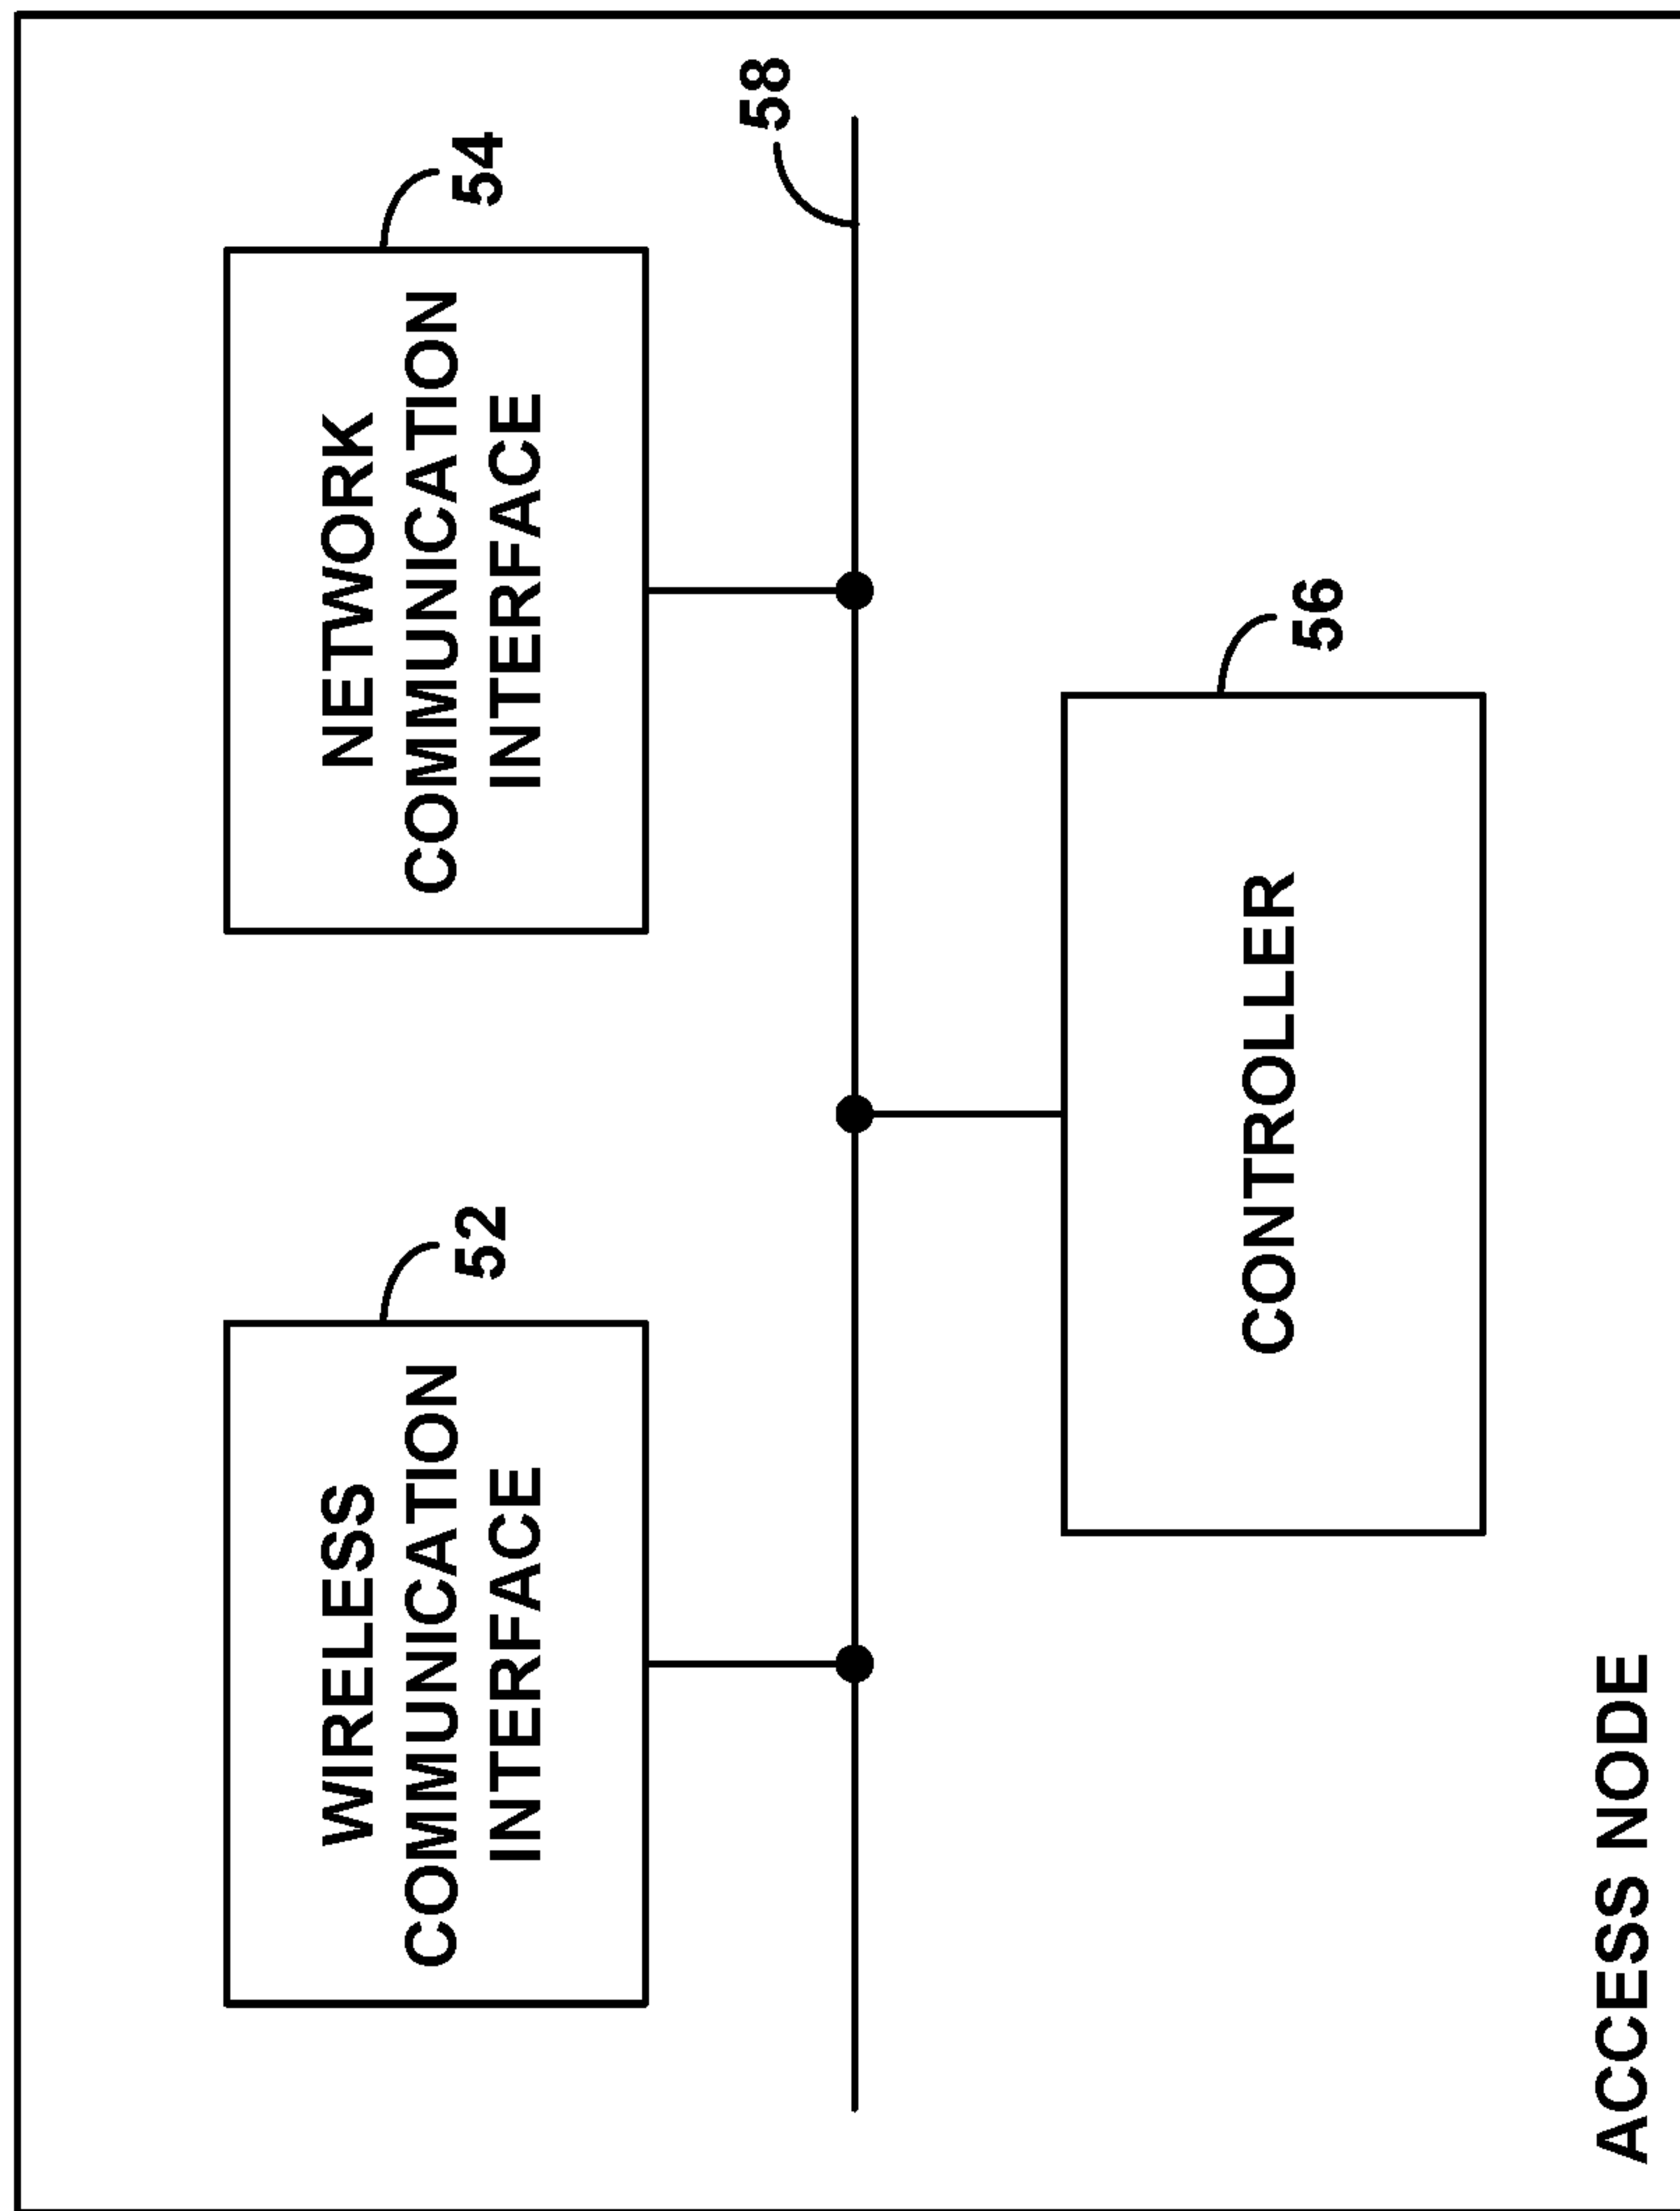 WIRELESS
COMMUNICATION
INTERFACE
52
NETWORK
COMMUNICATION
INTERFACE
54
58
CONTROLLER
56
ACCESS NODE